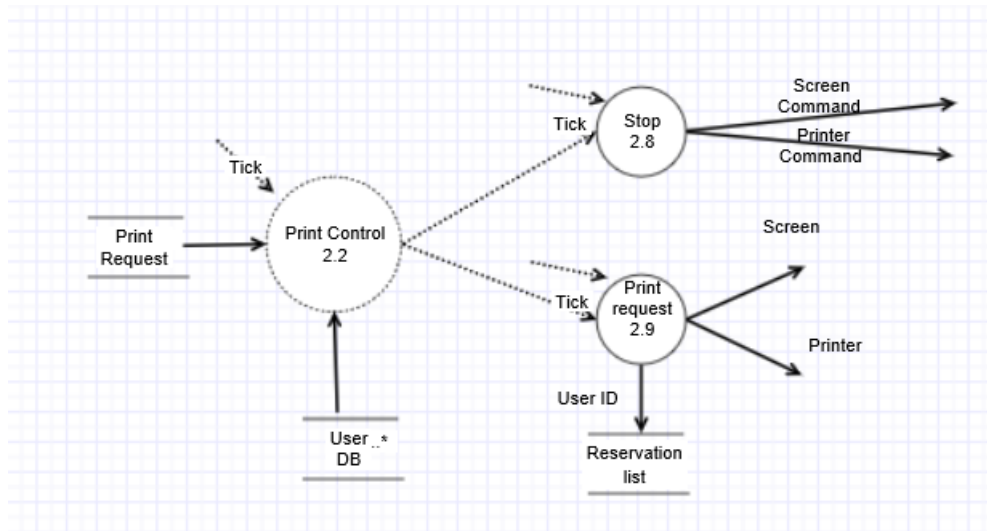 Screen
Command
Tick
Stop
2.8
Printer
Command
Tick
Print Control
2.2
Print
Request
Screen
Tick
Print
request
2.9
Printer
User ID
User ..*
DB
Reservation
list